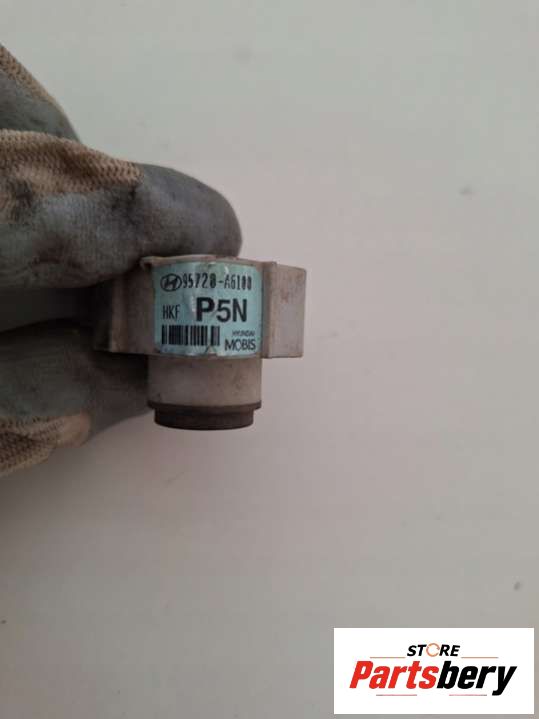 95720-A6100
HKF P5N
HYUNDAI
MOBIS
STORE
Partsbery